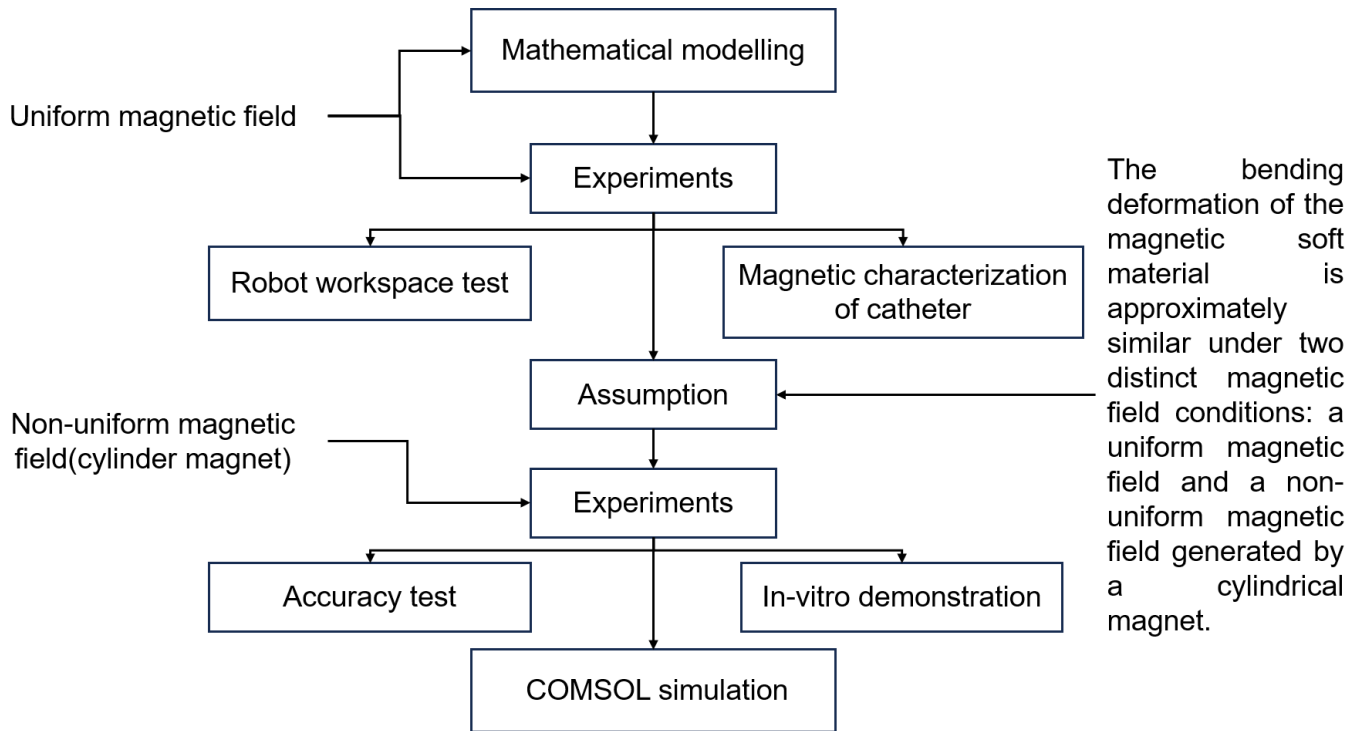 Mathematical modelling
Uniform magnetic field
Experiments
Robot workspace test
Magnetic characterization
of catheter
Assumption
Non-uniform magnetic
field(cylinder magnet)
Experiments
Accuracy test
In-vitro demonstration
COMSOL simulation
The bending
deformation of the
magnetic soft
material is
approximately
similar under two
distinct magnetic
field conditions: a
uniform magnetic
field and a non-
uniform magnetic
field generated by
a cylindrical
magnet.